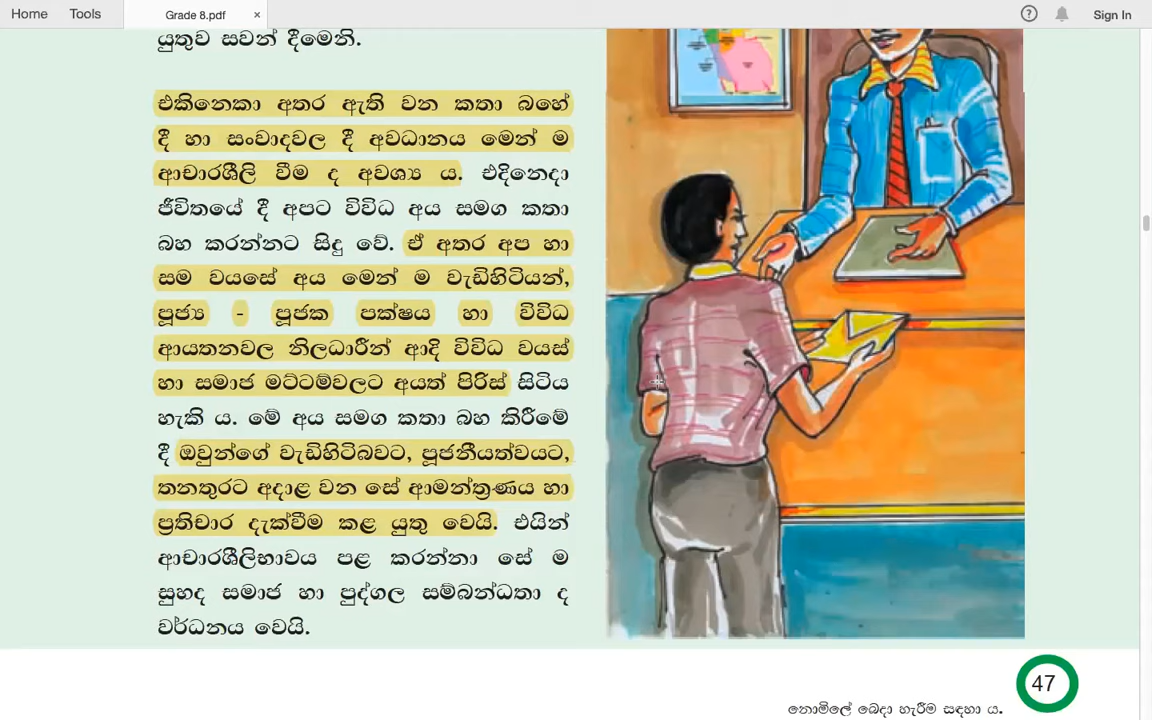 Home Tools Grade 8.pdf × Sign In
යුතුව සවන් දීමෙනි.
එකිනෙකා අතර ඇති වන කතා බහේ
දී හා සංවාදවල දී අවධානය මෙන් ම
ආචාරශීලි වීම ද අවශ්‍ය ය. එදිනෙදා
ජීවිතයේ දී අපට විවිධ අය සමග කතා
බහ කරන්නට සිදු වේ. ඒ අතර අප හා
සම වයසේ අය මෙන් ම වැඩිහිටියන්,
පූජ්‍ය - පූජක පක්ෂය හා විවිධ
ආයතනවල නිලධාරීන් ආදි විවිධ වයස්
හා සමාජ මට්ටම්වලට අයත් පිරිස් සිටිය
හැකි ය. මේ අය සමග කතා බහ කිරීමේ
දී ඔවුන්ගේ වැඩිහිටිබවට, පූජනීයත්වයට,
තනතුරට අදාළ වන සේ ආමන්ත්‍රණය හා
ප්‍රතිචාර දැක්වීම කළ යුතු වෙයි. එයින්
ආචාරශීලිභාවය පළ කරන්නා සේ ම
සුහද සමාජ හා පුද්ගල සම්බන්ධතා ද
වර්ධනය වෙයි.
47
නොමිලේ බෙදා හැරීම සඳහා ය.